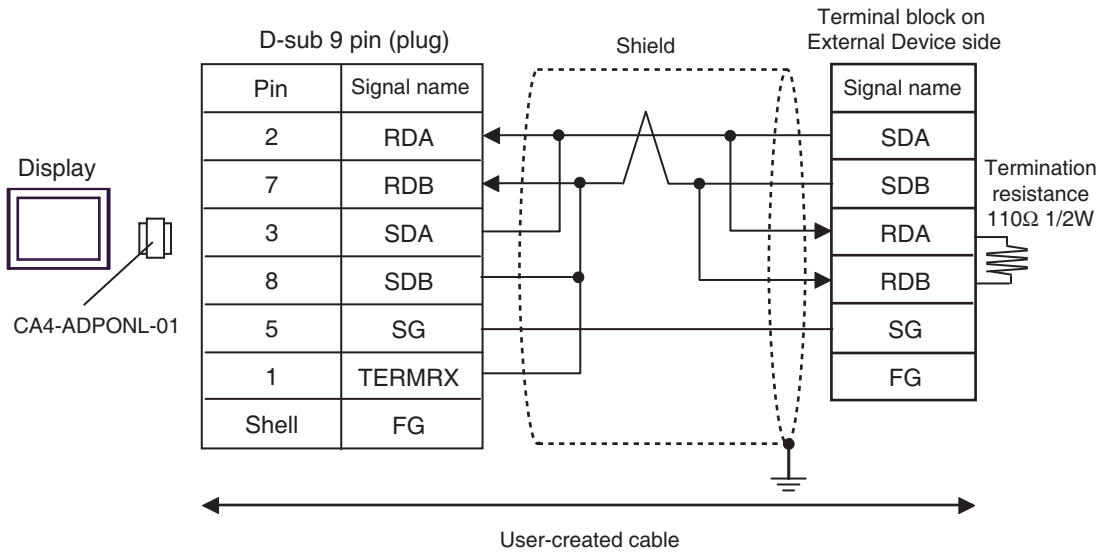 D-sub 9 pin (plug)
Shield
Terminal block on
External Device side
Pin Signal name
2 RDA
7 RDB
3 SDA
8 SDB
5 SG
1 TERMRX
Shell FG
Signal name
SDA
SDB
RDA
RDB
SG
FG
Termination
resistance
110Ω 1/2W
Display
CA4-ADPONL-01
User-created cable